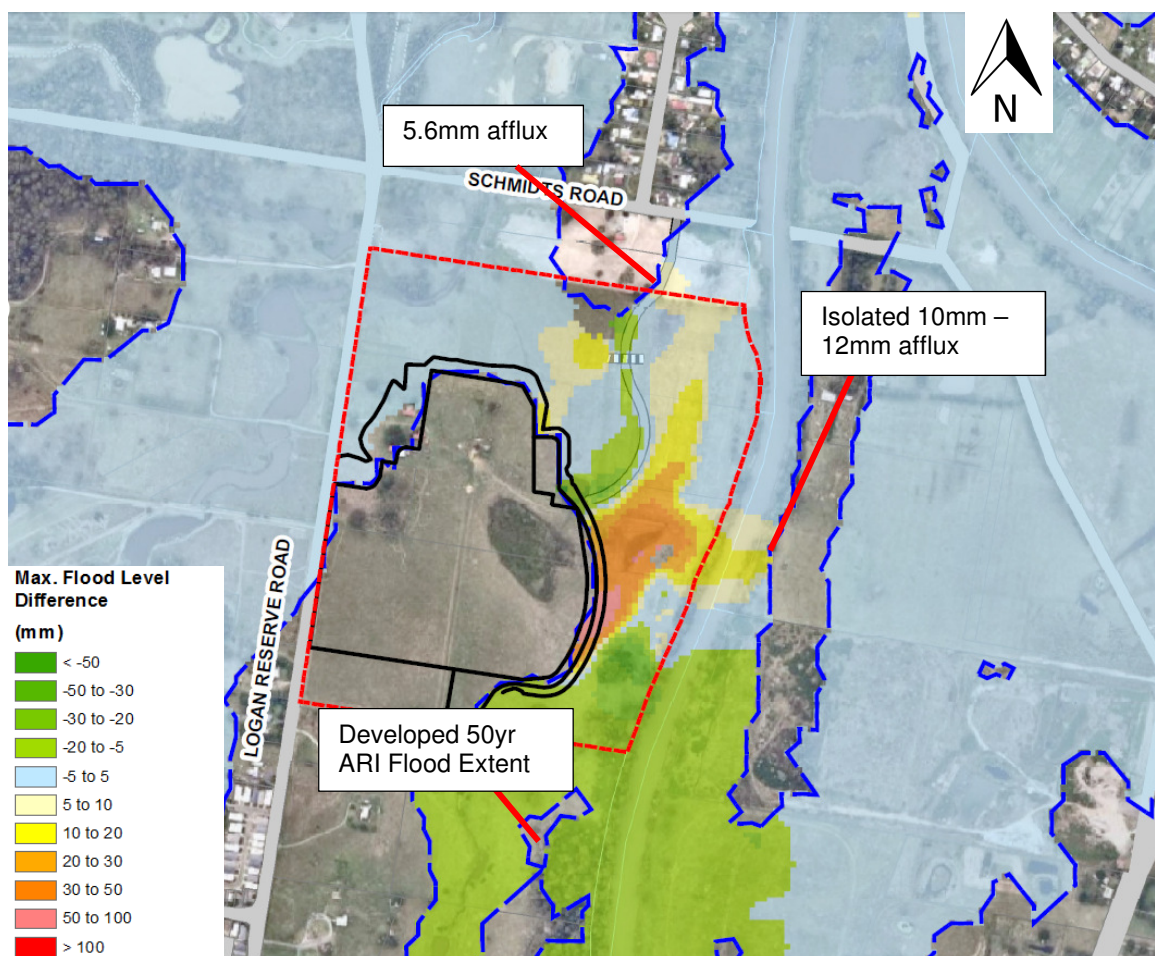 N
5.6mm afflux
SCHMIDTS ROAD
Isolated 10mm –
12mm afflux
LOGAN RESERVE ROAD
Max. Flood Level
Difference
(mm)
< -50
-50 to -30
-30 to -20
-20 to -5
-5 to 5
5 to 10
10 to 20
20 to 30
30 to 50
50 to 100
> 100
Developed 50yr
ARI Flood Extent